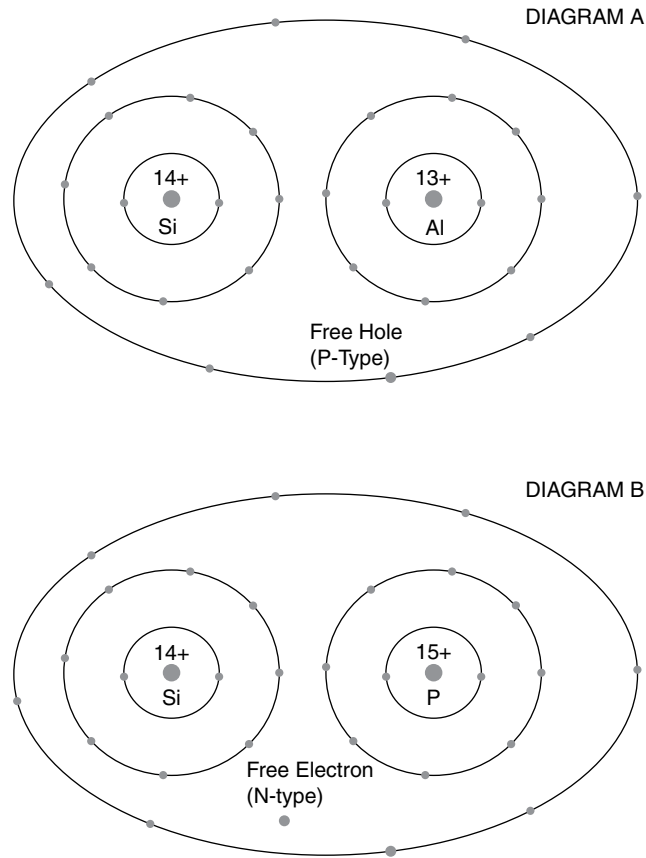 DIAGRAM A
14+
Si
13+
Al
Free Hole
(P-Type)
DIAGRAM B
14+
Si
15+
P
Free Electron
(N-type)